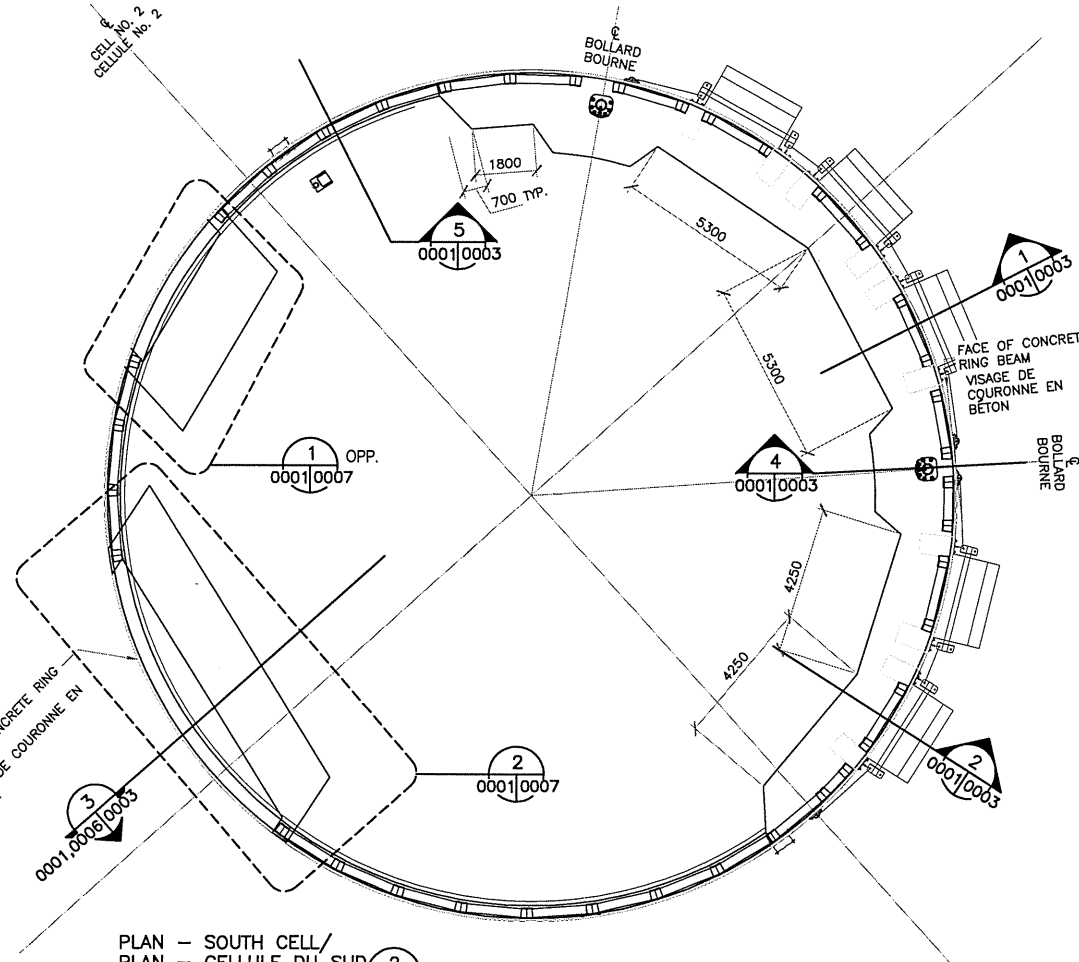 ℄
CELL NO. 2
CELLULE No. 2
℄
BOLLARD
BOURNE
1800
700 TYP.
5300
5
0001 0003
1
0001 0003
5300
FACE OF CONCRET
RING BEAM
VISAGE DE
COURONNE EN
BÉTON
1 OPP.
0001 0007
4
0001 0003
℄
BOLLARD
BOURNE
4250
4250
NCRETE RING
DE COURONNE EN
2
0001 0007
2
0001 0003
3
0001,0006 0003
PLAN – SOUTH CELL/
PLAN – CELLULE DU SUD